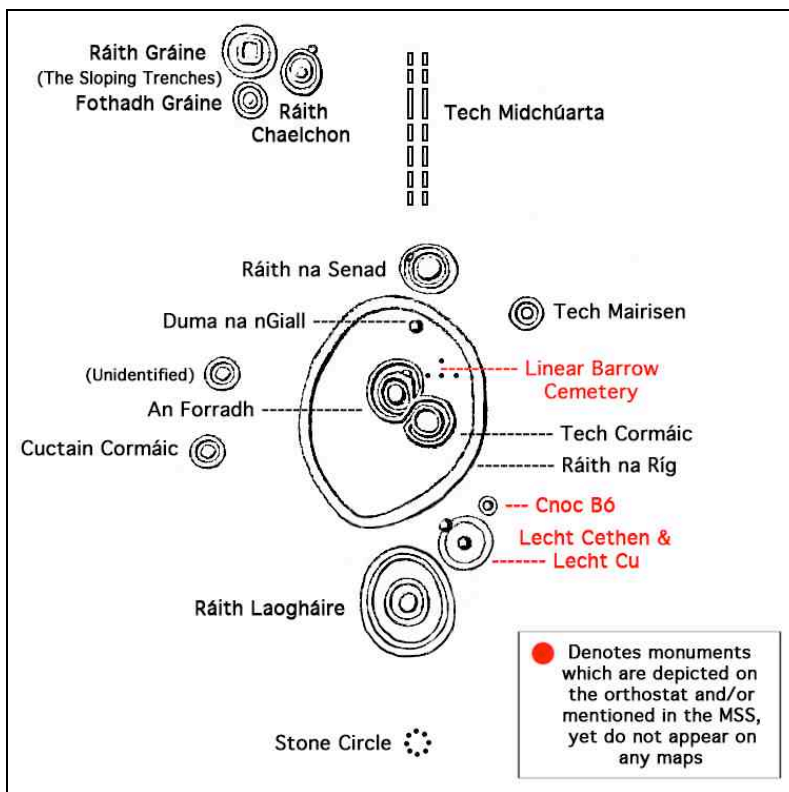 Ráith Gráine
(The Sloping Trenches)
Fothadh Gráine
Ráith
Chaelchon
Tech Midchúarta
Ráith na Senad
Duma na nGiall
Tech Mairisen
(Unidentified)
Linear Barrow
Cemetery
An Forradh
Cuctain Cormáic
Tech Cormáic
Ráith na Ríg
Cnoc B6
Lecht Cethen &
Lecht Cu
Ráith Laogháire
Stone Circle
Denotes monuments
which are depicted on
the orthostat and/or
mentioned in the MSS,
yet do not appear on
any maps